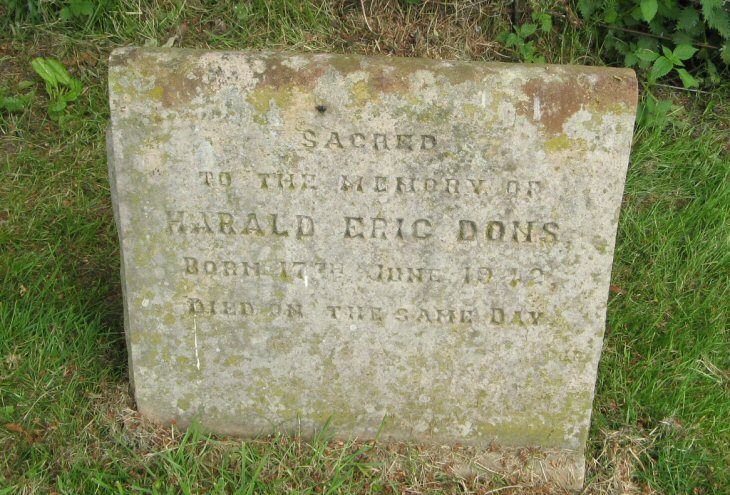 SACRED
TO THE MEMORY OF
HARALD ERIC DONS
BORN 17TH JUNE 1942,
DIED ON THE SAME DAY